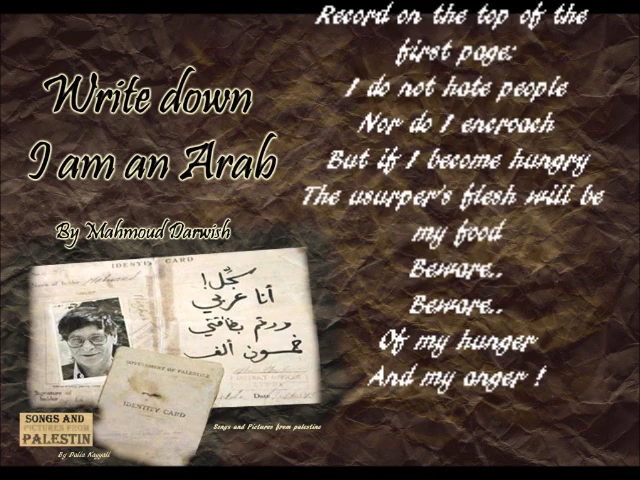 Write down
I am an Arab
By Mahmoud Darwish
Record on the top of the
first page:
I do not hate people
Nor do I encroach
But if I become hungry
The usurper's flesh will be
my food
Beware..
Beware..
Of my hunger
And my anger !
IDENTITY CARD
سجّل!
أنا عربي
ورقم بطاقتي
خمسون ألف
GOVERNMENT OF PALESTINE
IDENTITY CARD
SONGS AND
PICTURES FROM
PALESTIN
By Dalia Kayyali
Songs and Pictures from palestine